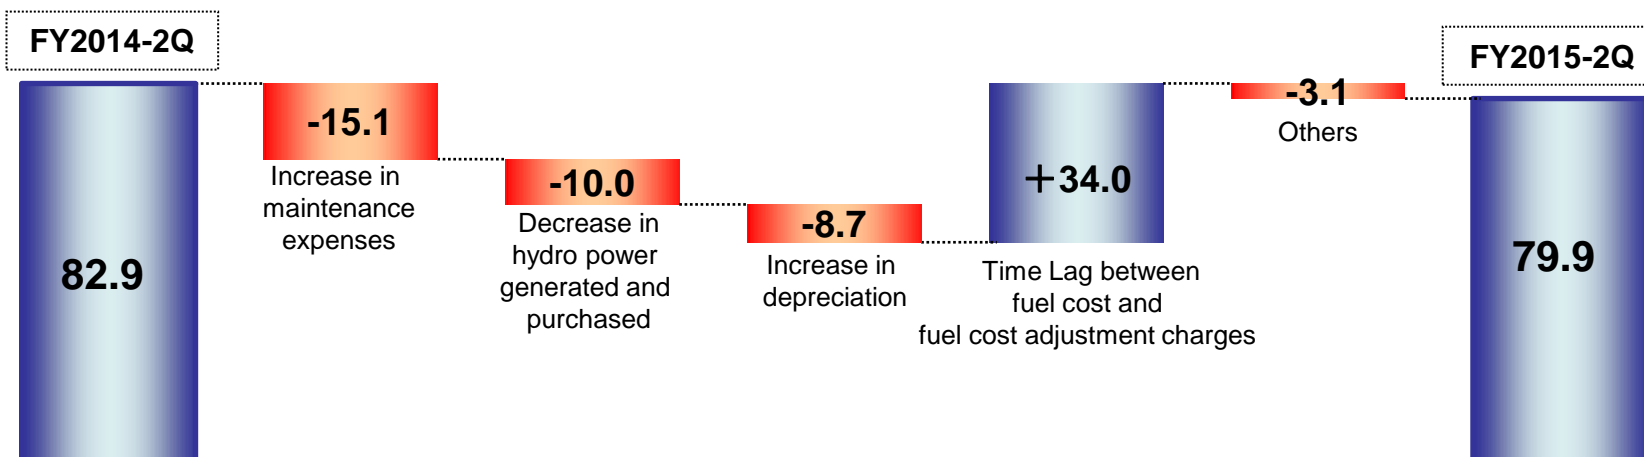 FY2014-2Q
82.9
-15.1
Increase in
maintenance
expenses
-10.0
Decrease in
hydro power
generated and
purchased
-8.7
Increase in
depreciation
+34.0
Time Lag between
fuel cost and
fuel cost adjustment charges
-3.1
Others
FY2015-2Q
79.9